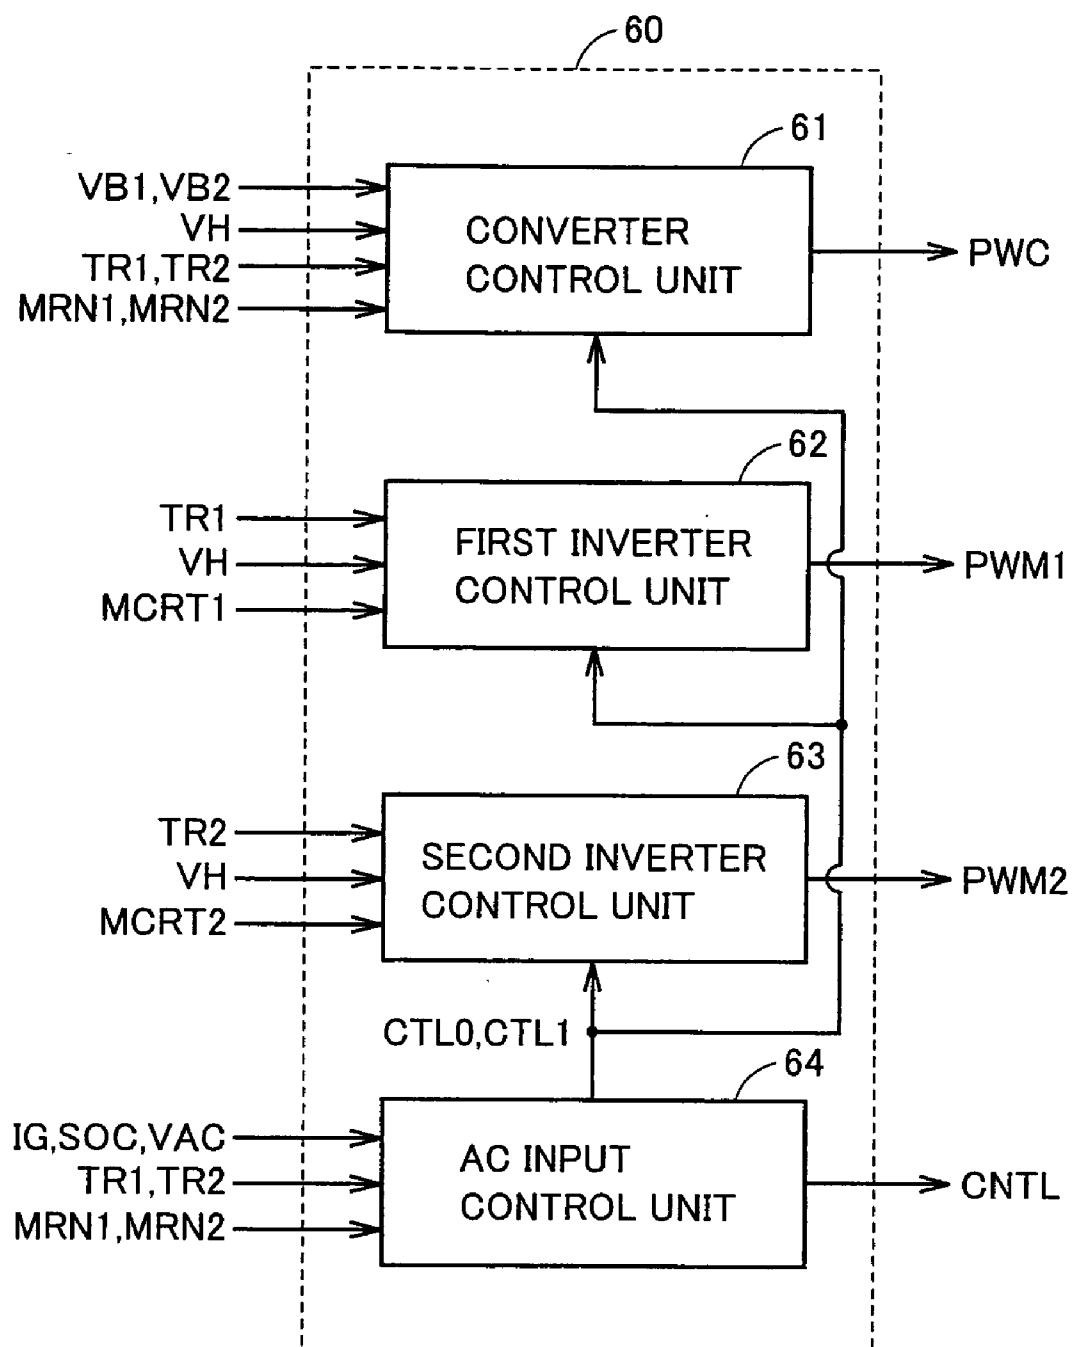 60
61
VB1,VB2
VH
TR1,TR2
MRN1,MRN2
CONVERTER
CONTROL UNIT
PWC
62
TR1
VH
MCRT1
FIRST INVERTER
CONTROL UNIT
PWM1
63
TR2
VH
MCRT2
SECOND INVERTER
CONTROL UNIT
PWM2
CTL0,CTL1
64
IG,SOC,VAC
TR1,TR2
MRN1,MRN2
AC INPUT
CONTROL UNIT
CNTL